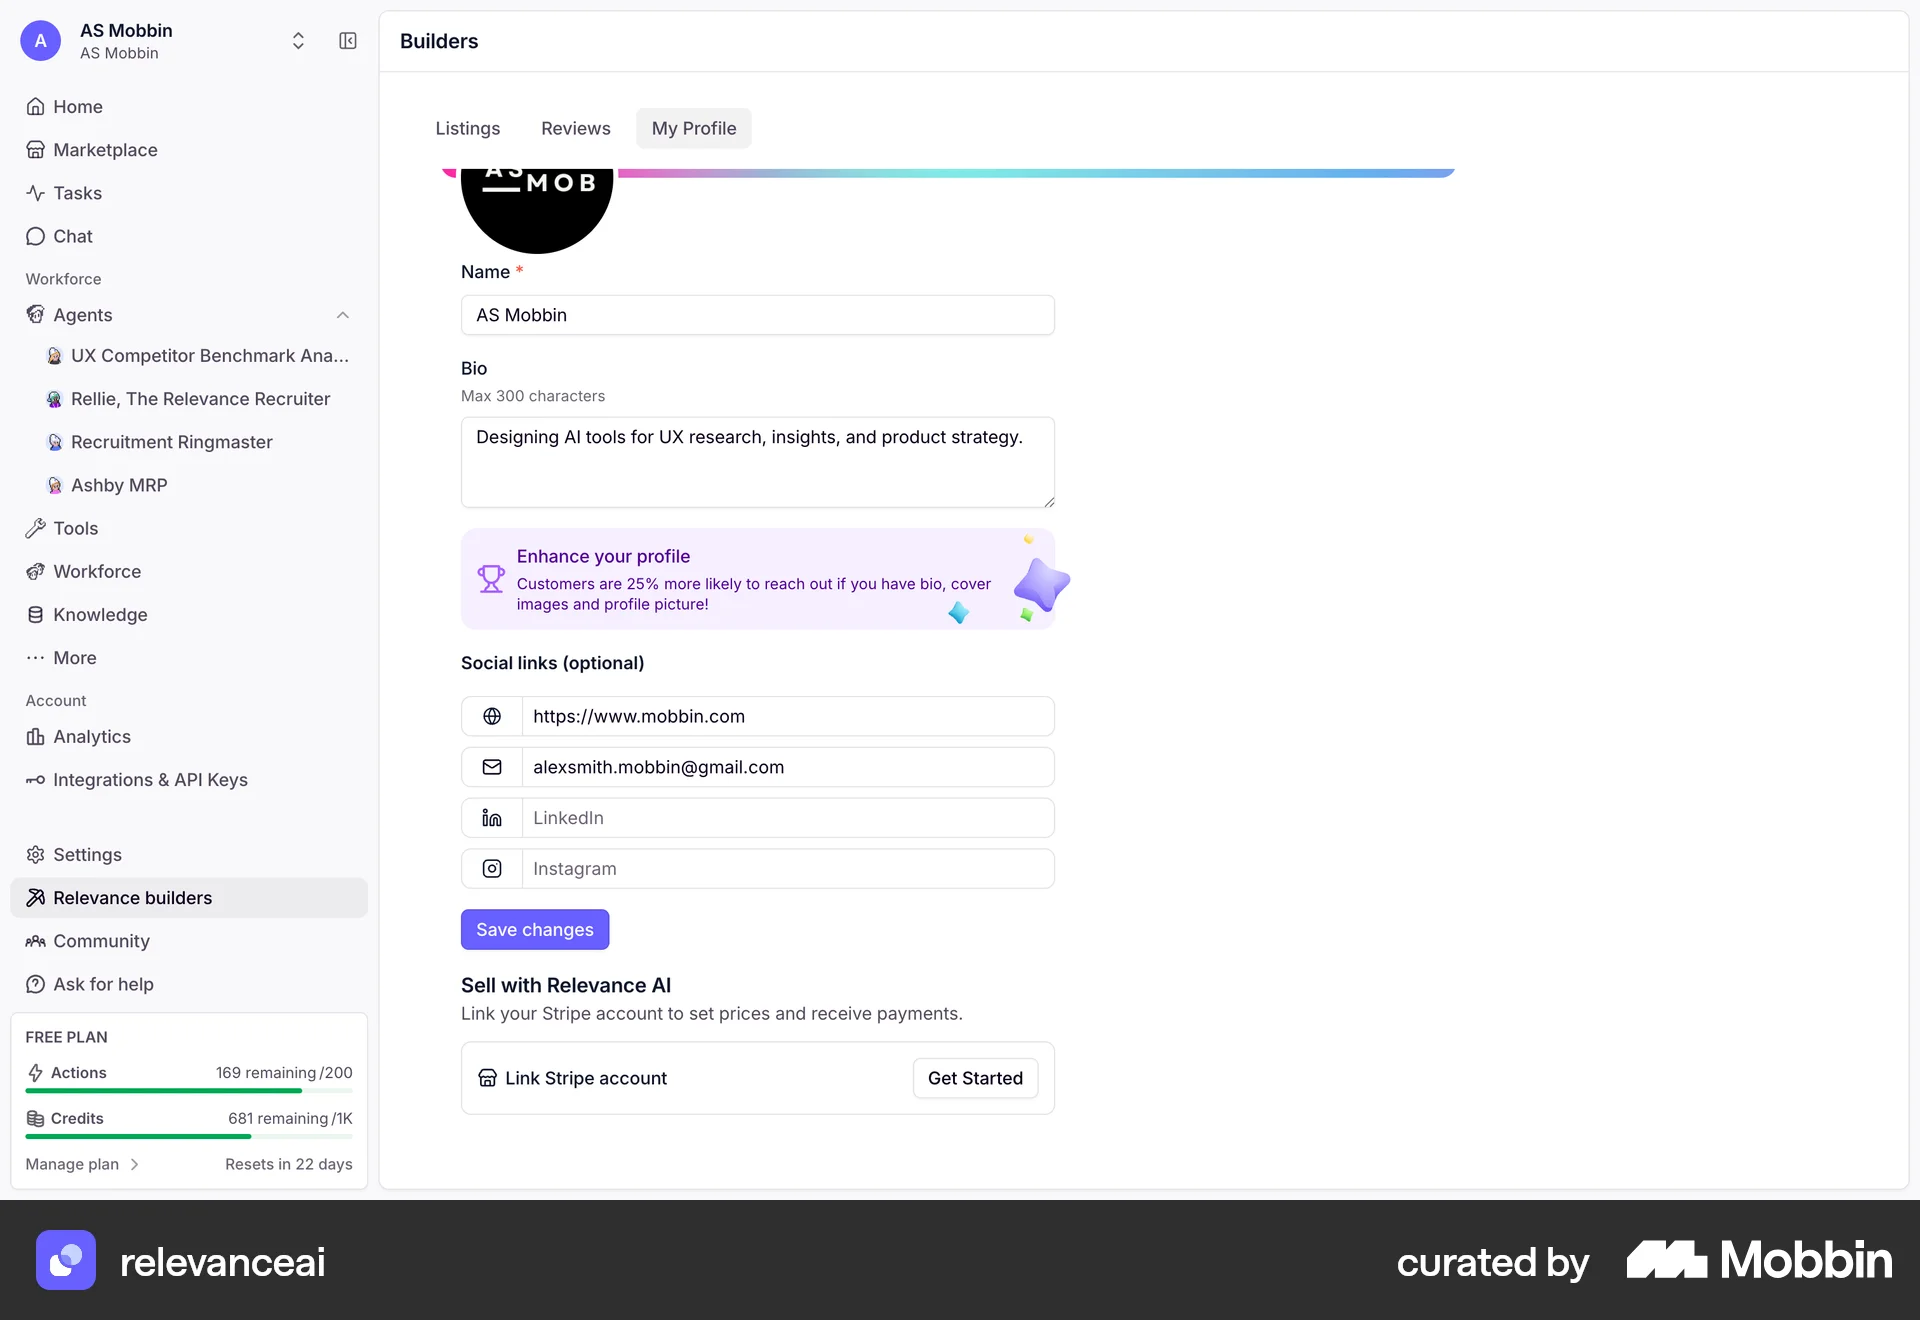 A
AS Mobbin
AS Mobbin
Home
Marketplace
Tasks
Chat
Workforce
Agents
UX Competitor Benchmark Ana...
Rellie, The Relevance Recruiter
Recruitment Ringmaster
Ashby MRP
Tools
Workforce
Knowledge
More
Account
Analytics
Integrations & API Keys
Settings
Relevance builders
Community
Ask for help
FREE PLAN
Actions 169 remaining /200
Credits 681 remaining /1K
Manage plan Resets in 22 days
Builders
Listings Reviews My Profile
AS
MOB
Name *
AS Mobbin
Bio
Max 300 characters
Designing AI tools for UX research, insights, and product strategy.
Enhance your profile
Customers are 25% more likely to reach out if you have bio, cover
images and profile picture!
Social links (optional)
https://www.mobbin.com
alexsmith.mobbin@gmail.com
LinkedIn
Instagram
Save changes
Sell with Relevance AI
Link your Stripe account to set prices and receive payments.
Link Stripe account Get Started
relevanceai
curated by Mobbin